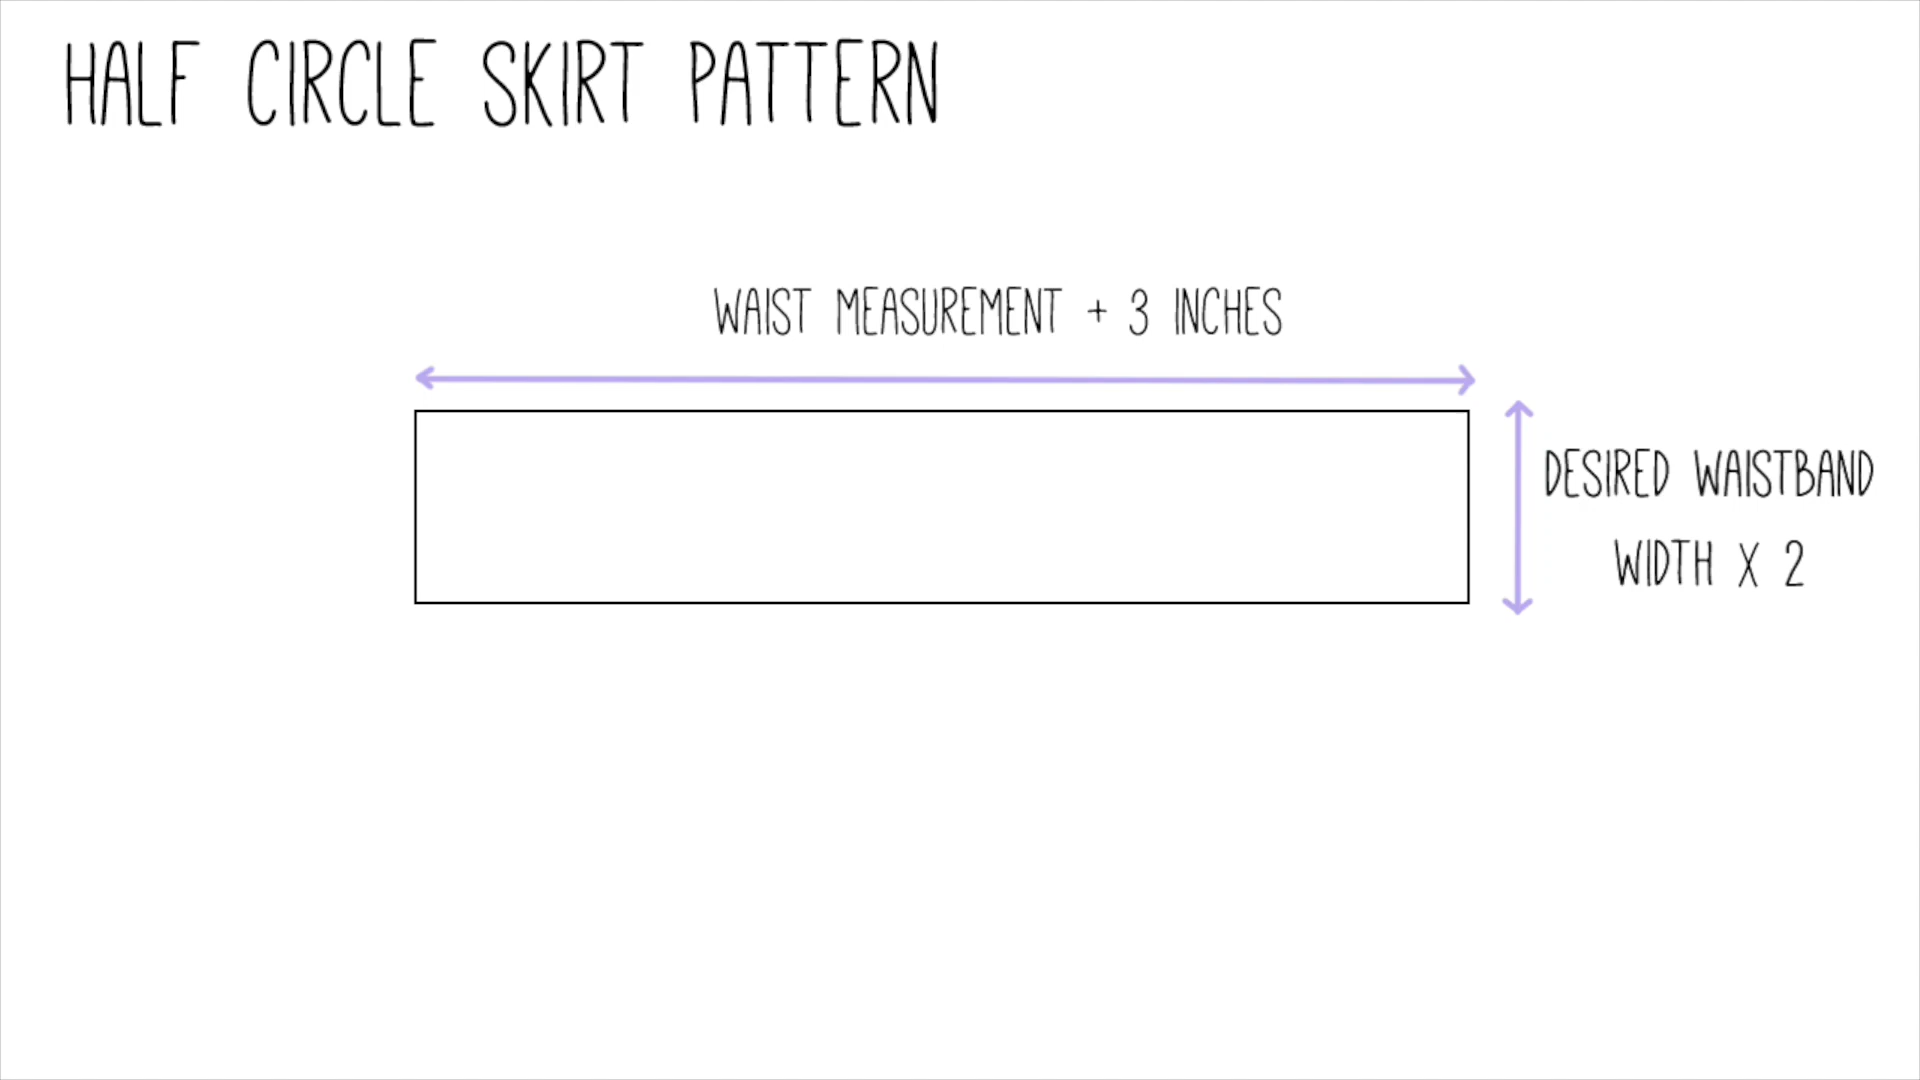 HALF CIRCLE SKIRT PATTERN
WAIST MEASUREMENT + 3 INCHES
DESIRED WAISTBAND
WIDTH X 2